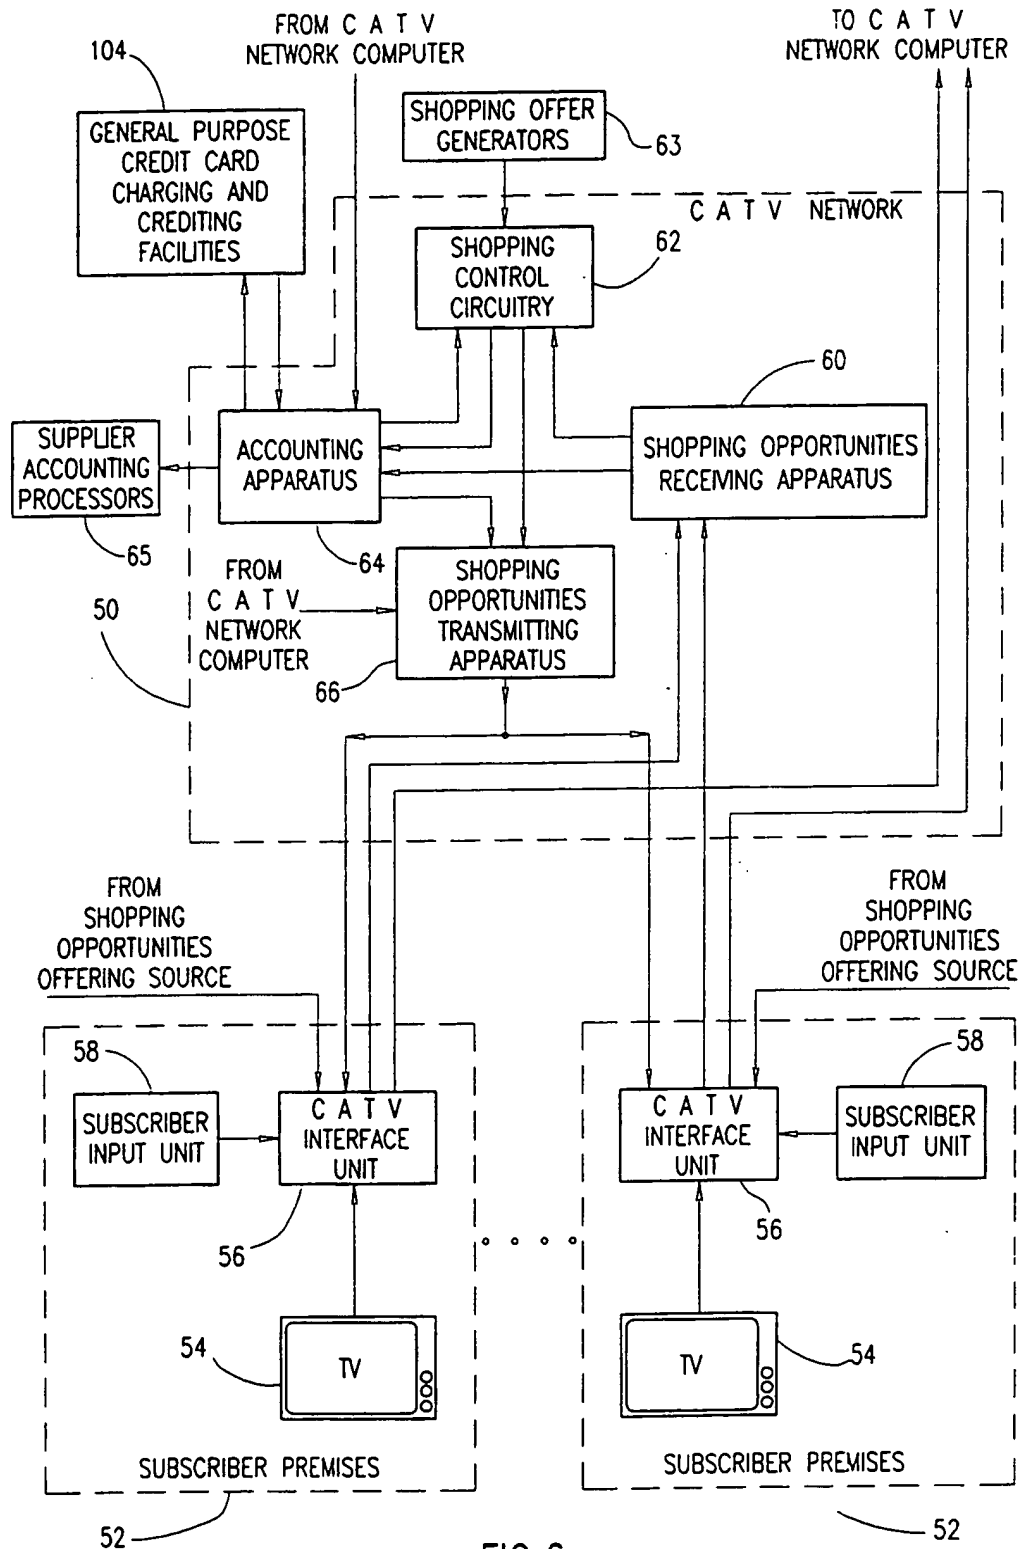 FROM C A T V
NETWORK COMPUTER
TO C A T V
NETWORK COMPUTER
104
GENERAL PURPOSE
CREDIT CARD
CHARGING AND
CREDITING
FACILITIES
SHOPPING OFFER
GENERATORS
63
C A T V NETWORK
SHOPPING
CONTROL
CIRCUITRY
62
60
SUPPLIER
ACCOUNTING
PROCESSORS
65
ACCOUNTING
APPARATUS
64
SHOPPING OPPORTUNITIES
RECEIVING APPARATUS
FROM
C A T V
NETWORK
COMPUTER
50
SHOPPING
OPPORTUNITIES
TRANSMITTING
APPARATUS
66
FROM
SHOPPING
OPPORTUNITIES
OFFERING SOURCE
FROM
SHOPPING
OPPORTUNITIES
OFFERING SOURCE
58
SUBSCRIBER
INPUT UNIT
C A T V
INTERFACE
UNIT
56
54
TV
SUBSCRIBER PREMISES
52
C A T V
INTERFACE
UNIT
58
SUBSCRIBER
INPUT UNIT
56
TV
54
SUBSCRIBER PREMISES
52